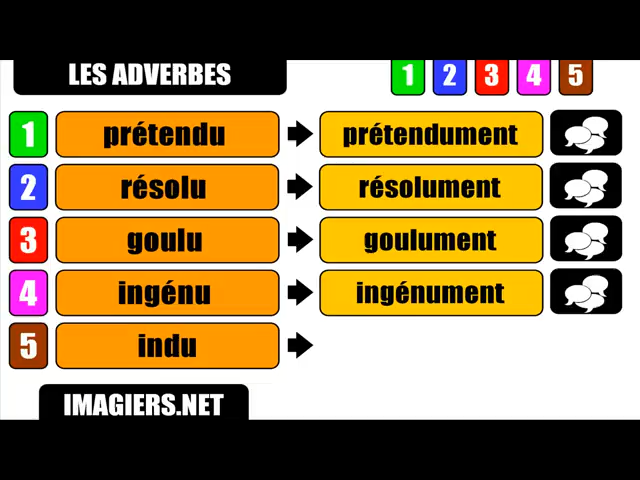 LES ADVERBES
1 2 3 4 5
1 prétendu prétendument
2 résolu résolument
3 goulu goulument
4 ingénu ingénument
5 indu
IMAGIERS.NET